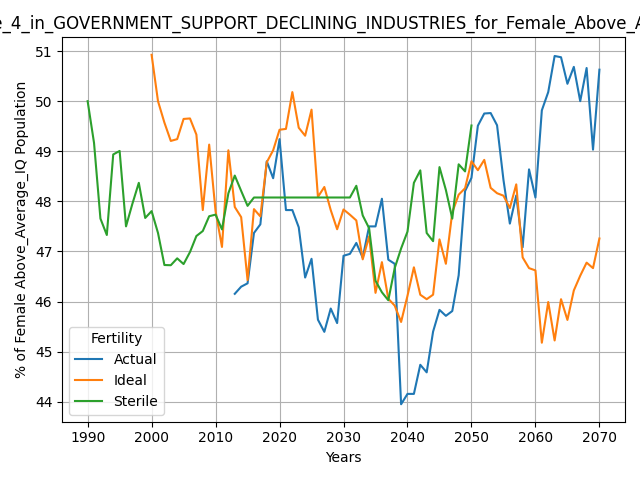 _4_in_GOVERNMENT_SUPPORT_DECLINING_INDUSTRIES_for_Female_Above_
% of Female Above_Average_IQ Population
51
50
49
48
47
46
45
44
Fertility
Actual
Ideal
Sterile
1990 2000 2010 2020 2030 2040 2050 2060 2070
Years